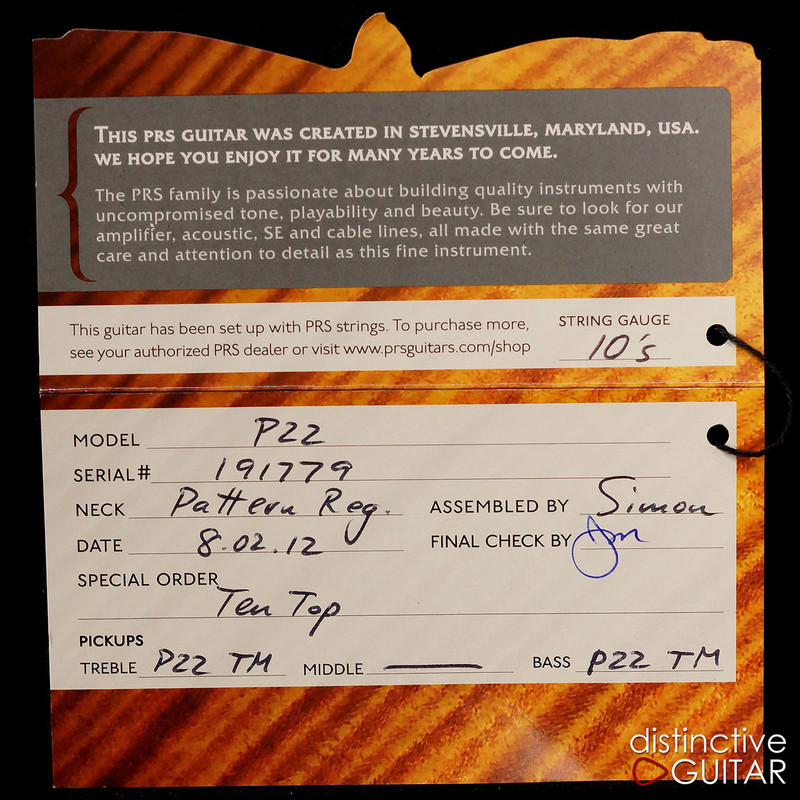 THIS PRS GUITAR WAS CREATED IN STEVENSVILLE, MARYLAND, USA.
WE HOPE YOU ENJOY IT FOR MANY YEARS TO COME.
The PRS family is passionate about building quality instruments with
uncompromised tone, playability and beauty. Be sure to look for our
amplifier, acoustic, SE and cable lines, all made with the same great
care and attention to detail as this fine instrument.
This guitar has been set up with PRS strings. To purchase more,
see your authorized PRS dealer or visit www.prsguitars.com/shop
STRING GAUGE
10's
MODEL P22
SERIAL# 191779
NECK Pattern Reg. ASSEMBLED BY Simon
DATE 8.02.12 FINAL CHECK BY
SPECIAL ORDER
Ten Top
PICKUPS
TREBLE P22 TM MIDDLE — BASS P22 TM
distinctive
GUITAR